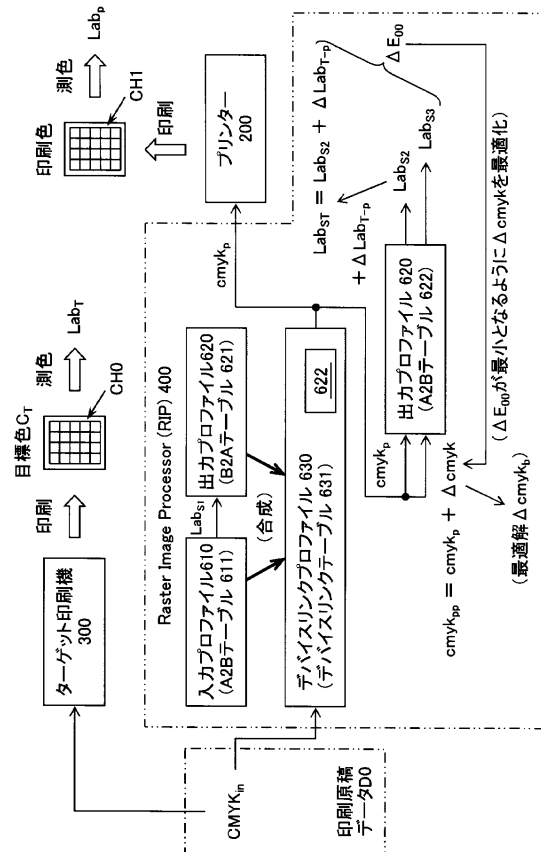 ターゲット印刷機
300
印刷
目標色C_T
CH0
測色
Lab_T
印刷色
CH1
測色
Lab_p
印刷
プリンター
200
Raster Image Processor (RIP) 400
入力プロファイル610
(A2Bテーブル 611)
Lab_S1
出力プロファイル620
(B2Aテーブル 621)
(合成)
デバイスリンクプロファイル 630
(デバイスリンクテーブル 631)
622
cmyk_p
CMYK_in
印刷原稿
データD0
cmyk_p
cmyk_pp = cmyk_p + Δcmyk
(最適解 Δcmyk_b)
出力プロファイル 620
(A2Bテーブル 622)
Lab_S2
Lab_S3
Lab_ST = Lab_S2 + ΔLab_T-p
+ ΔLab_T-p
ΔE_00
(ΔE_00が最小となるようにΔcmykを最適化)